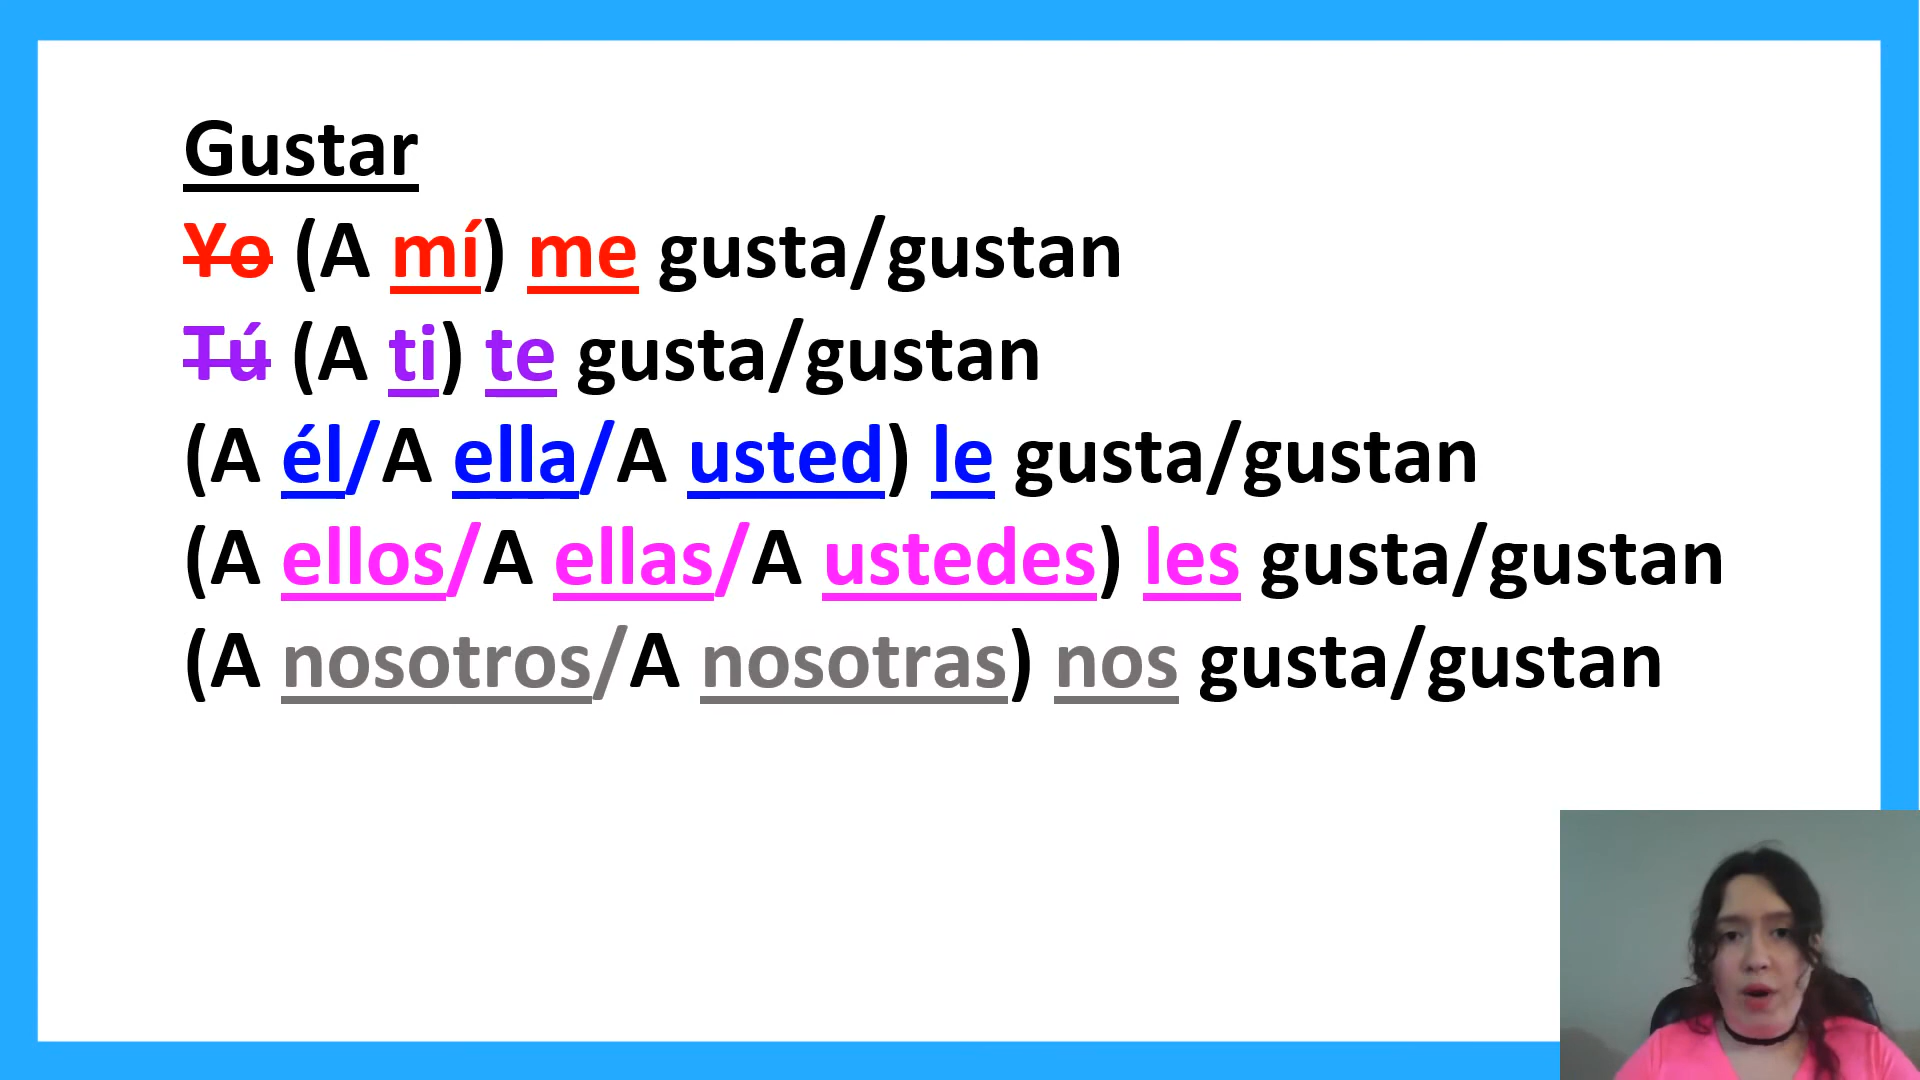 Gustar
Yo (A mí) me gusta/gustan
Tú (A ti) te gusta/gustan
(A él/A ella/A usted) le gusta/gustan
(A ellos/A ellas/A ustedes) les gusta/gustan
(A nosotros/A nosotras) nos gusta/gustan